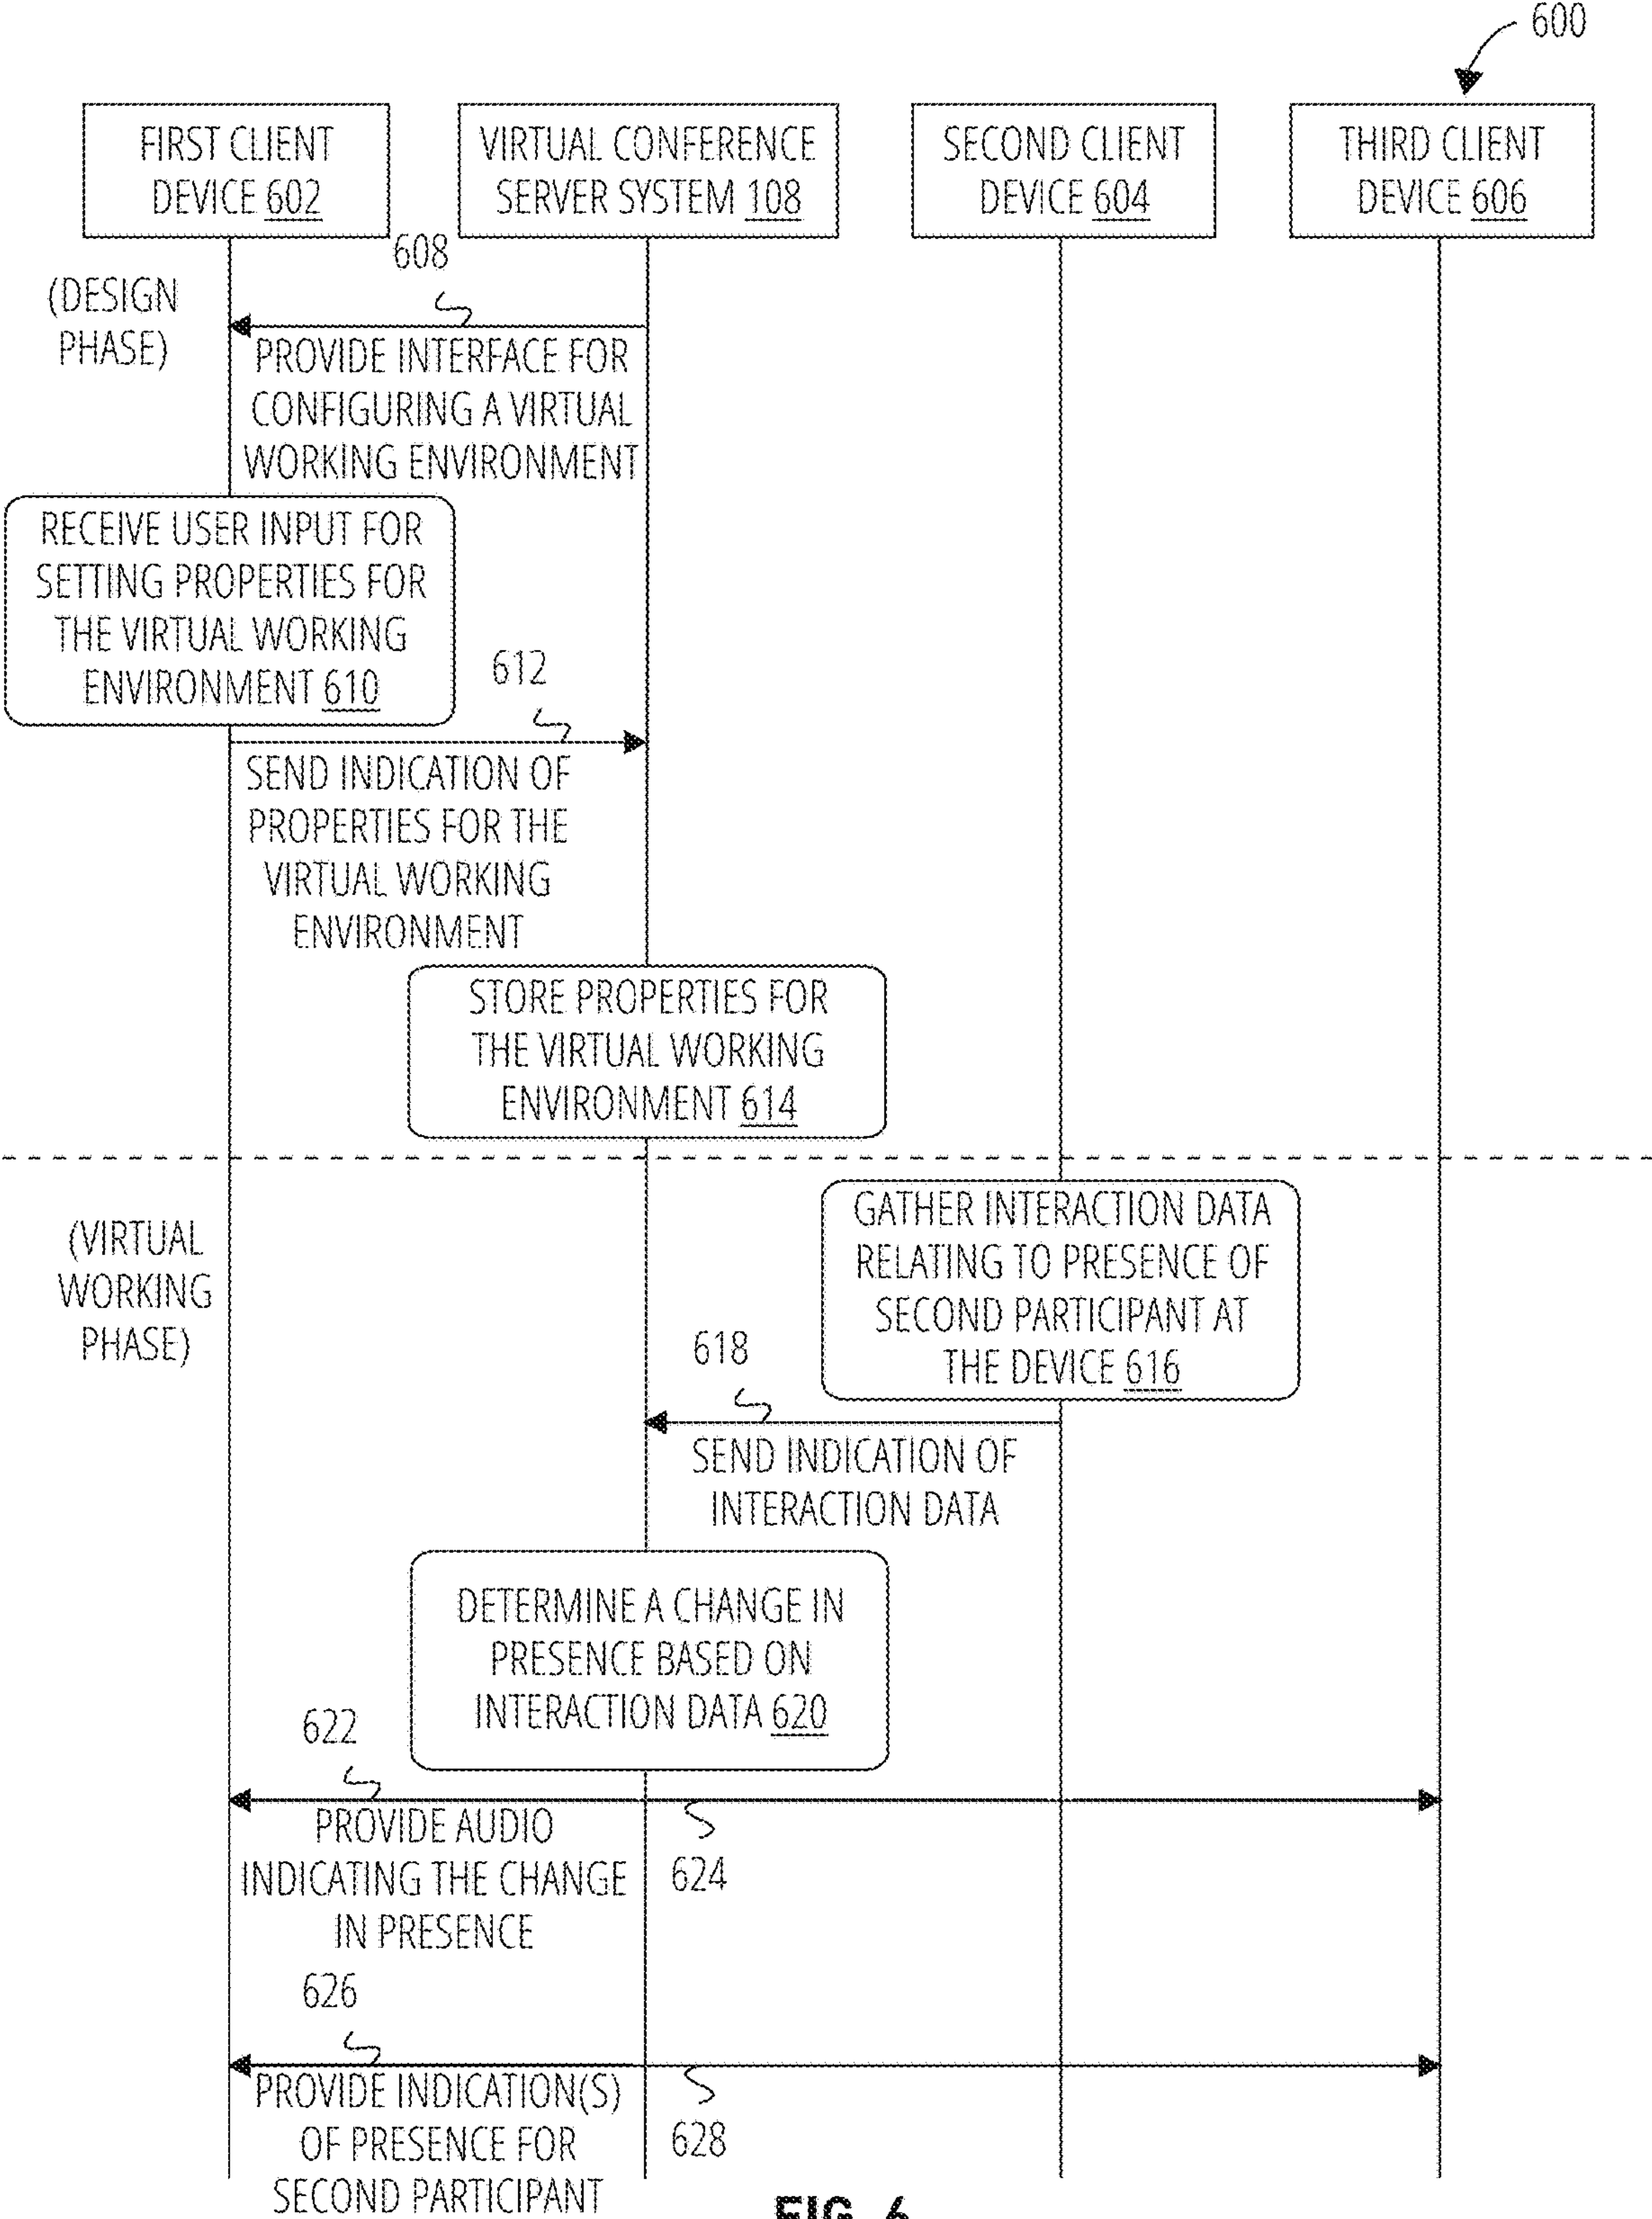 600
FIRST CLIENT
DEVICE 602
VIRTUAL CONFERENCE
SERVER SYSTEM 108
SECOND CLIENT
DEVICE 604
THIRD CLIENT
DEVICE 606
(DESIGN
PHASE)
608
PROVIDE INTERFACE FOR
CONFIGURING A VIRTUAL
WORKING ENVIRONMENT
RECEIVE USER INPUT FOR
SETTING PROPERTIES FOR
THE VIRTUAL WORKING
ENVIRONMENT 610
612
SEND INDICATION OF
PROPERTIES FOR THE
VIRTUAL WORKING
ENVIRONMENT
STORE PROPERTIES FOR
THE VIRTUAL WORKING
ENVIRONMENT 614
(VIRTUAL
WORKING
PHASE)
GATHER INTERACTION DATA
RELATING TO PRESENCE OF
SECOND PARTICIPANT AT
THE DEVICE 616
618
SEND INDICATION OF
INTERACTION DATA
DETERMINE A CHANGE IN
PRESENCE BASED ON
INTERACTION DATA 620
622
PROVIDE AUDIO
INDICATING THE CHANGE
IN PRESENCE
624
626
PROVIDE INDICATION(S)
OF PRESENCE FOR
SECOND PARTICIPANT
628
FIG. 6